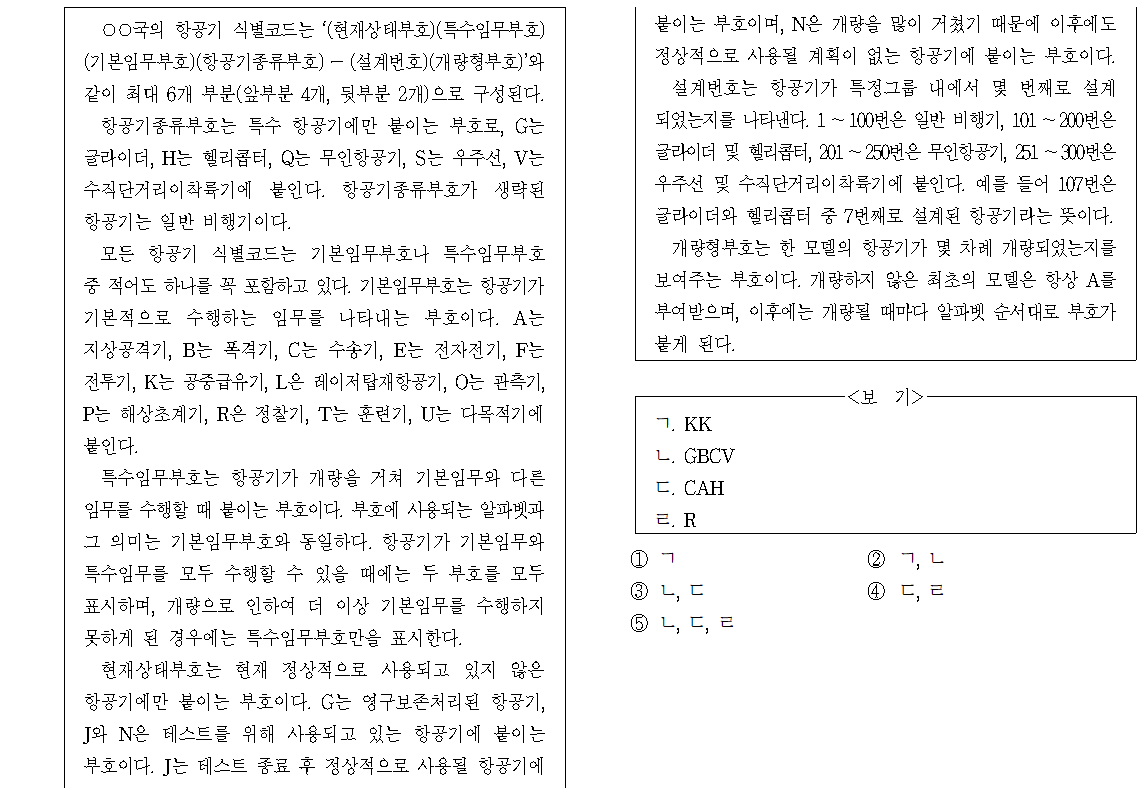 ○○국의 항공기 식별코드는 ‘(현재상태부호)(특수임무부호)
(기본임무부호)(항공기종류부호) - (설계번호)(개량형부호)’와
같이 최대 6개 부분(앞부분 4개, 뒷부분 2개)으로 구성된다.
항공기종류부호는 특수 항공기에만 붙이는 부호로, G는
글라이더, H는 헬리콥터, Q는 무인항공기, S는 우주선, V는
수직단거리이착륙기에 붙인다. 항공기종류부호가 생략된
항공기는 일반 비행기이다.
모든 항공기 식별코드는 기본임무부호나 특수임무부호
중 적어도 하나를 꼭 포함하고 있다. 기본임무부호는 항공기가
기본적으로 수행하는 임무를 나타내는 부호이다. A는
지상공격기, B는 폭격기, C는 수송기, E는 전자전기, F는
전투기, K는 공중급유기, L은 레이저탑재항공기, O는 관측기,
P는 해상초계기, R은 정찰기, T는 훈련기, U는 다목적기에
붙인다.
특수임무부호는 항공기가 개량을 거쳐 기본임무와 다른
임무를 수행할 때 붙이는 부호이다. 부호에 사용되는 알파벳과
그 의미는 기본임무부호와 동일하다. 항공기가 기본임무와
특수임무를 모두 수행할 수 있을 때에는 두 부호를 모두
표시하며, 개량으로 인하여 더 이상 기본임무를 수행하지
못하게 된 경우에는 특수임무부호만을 표시한다.
현재상태부호는 현재 정상적으로 사용되고 있지 않은
항공기에만 붙이는 부호이다. G는 영구보존처리된 항공기,
J와 N은 테스트를 위해 사용되고 있는 항공기에 붙이는
부호이다. J는 테스트 종료 후 정상적으로 사용될 항공기에
붙이는 부호이며, N은 개량을 많이 거쳤기 때문에 이후에도
정상적으로 사용될 계획이 없는 항공기에 붙이는 부호이다.
설계번호는 항공기가 특정그룹 내에서 몇 번째로 설계
되었는지를 나타낸다. 1 ~ 100번은 일반 비행기, 101 ~ 200번은
글라이더 및 헬리콥터, 201 ~ 250번은 무인항공기, 251 ~ 300번은
우주선 및 수직단거리이착륙기에 붙인다. 예를 들어 107번은
글라이더와 헬리콥터 중 7번째로 설계된 항공기라는 뜻이다.
개량형부호는 한 모델의 항공기가 몇 차례 개량되었는지를
보여주는 부호이다. 개량하지 않은 최초의 모델은 항상 A를
부여받으며, 이후에는 개량될 때마다 알파벳 순서대로 부호가
붙게 된다.
<보 기>
ㄱ. KK
ㄴ. GBCV
ㄷ. CAH
ㄹ. R
① ㄱ
② ㄱ, ㄴ
③ ㄴ, ㄷ
④ ㄷ, ㄹ
⑤ ㄴ, ㄷ, ㄹ